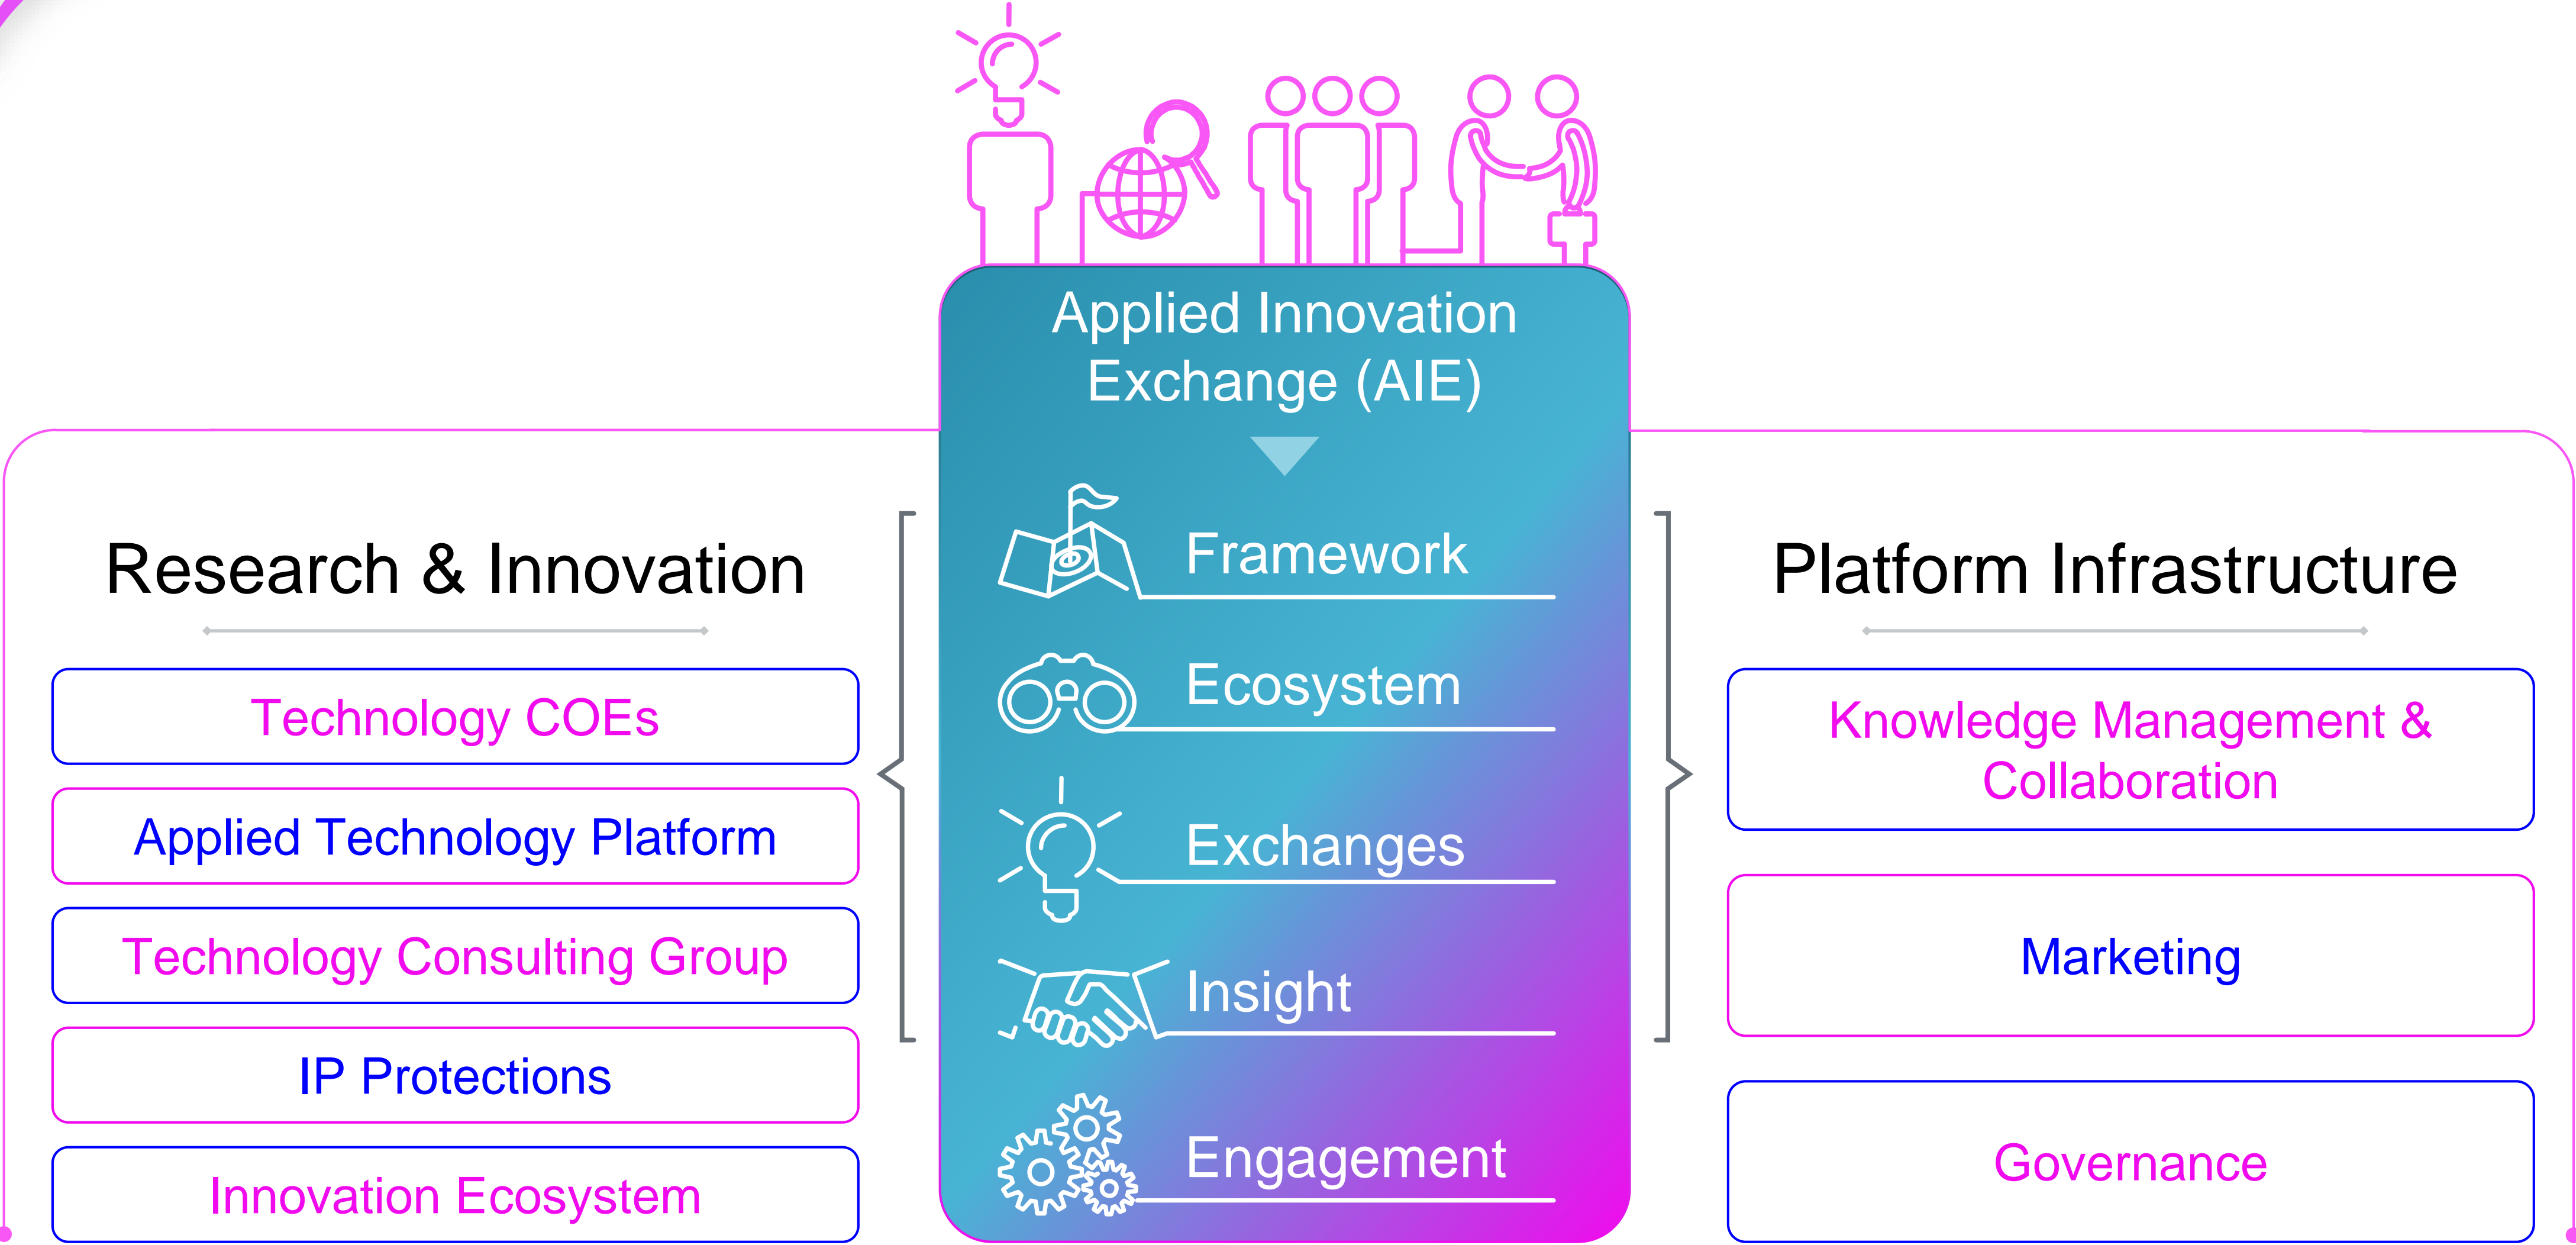 Applied Innovation
Exchange (AIE)
Framework
Ecosystem
Exchanges
Insight
Engagement
Research & Innovation
Technology COEs
Applied Technology Platform
Technology Consulting Group
IP Protections
Innovation Ecosystem
Platform Infrastructure
Knowledge Management &
Collaboration
Marketing
Governance